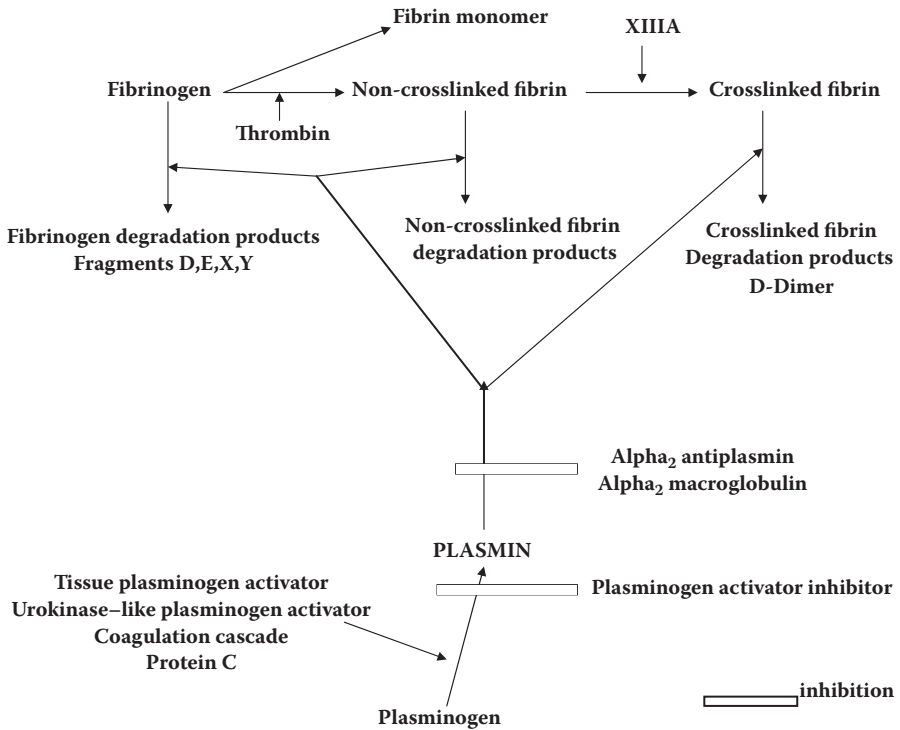 Fibrin monomer
XIIIA
Fibrinogen
Non-crosslinked fibrin
Crosslinked fibrin
Thrombin
Fibrinogen degradation products
Fragments D,E,X,Y
Non-crosslinked fibrin
degradation products
Crosslinked fibrin
Degradation products
D-Dimer
Alpha₂ antiplasmin
Alpha₂ macroglobulin
PLASMIN
Tissue plasminogen activator
Urokinase–like plasminogen activator
Coagulation cascade
Protein C
Plasminogen activator inhibitor
Plasminogen
inhibition